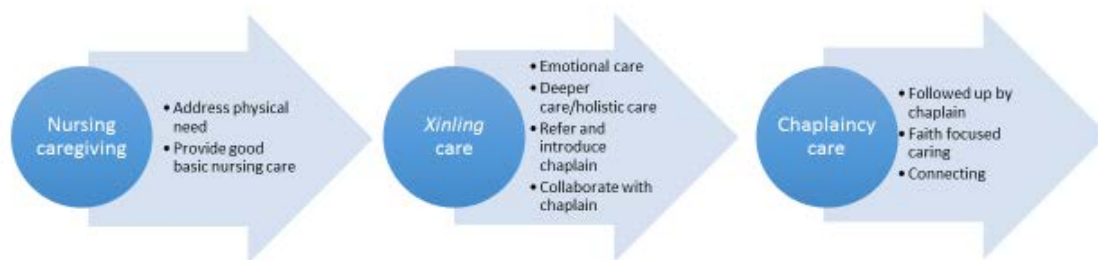 Nursing
caregiving
• Address physical
need
• Provide good
basic nursing care
Xinling
care
• Emotional care
• Deeper
care/holistic care
• Refer and
introduce
chaplain
• Collaborate with
chaplain
Chaplaincy
care
• Followed up by
chaplain
• Faith focused
caring
• Connecting